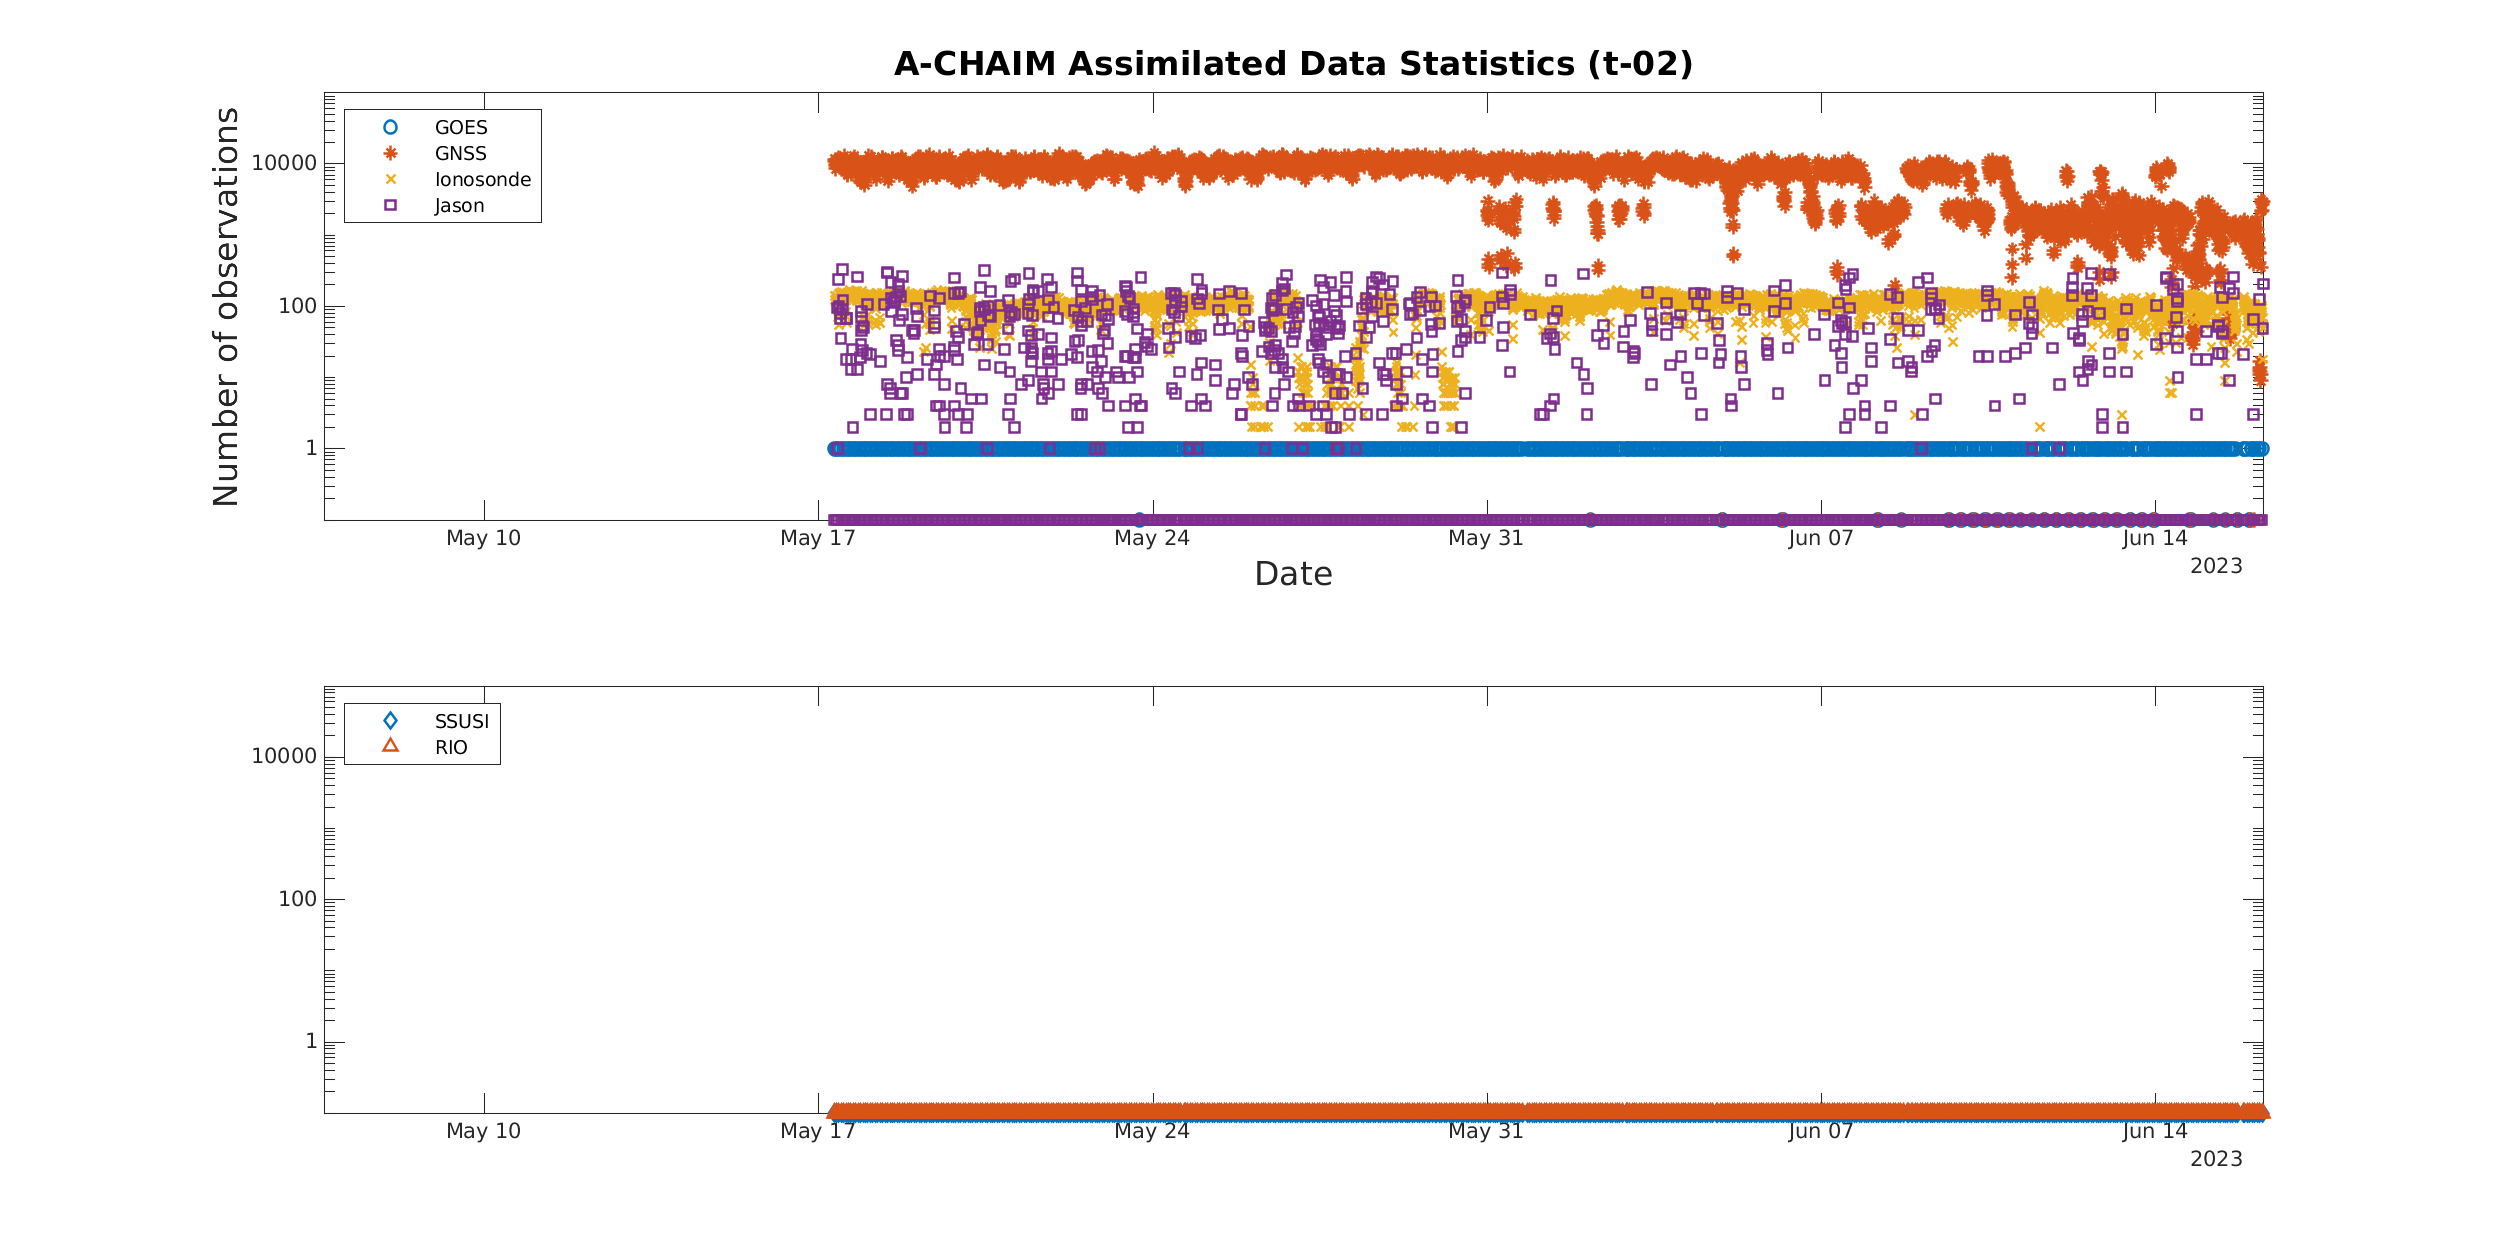 A-CHAIM Assimilated Data Statistics (t-02)
Number of observations
10000
100
1
GOES
GNSS
Ionosonde
Jason
May 10
May 17
May 24
May 31
Jun 07
Jun 14
2023
Date
10000
100
1
SSUSI
RIO
May 10
May 17
May 24
May 31
Jun 07
Jun 14
2023